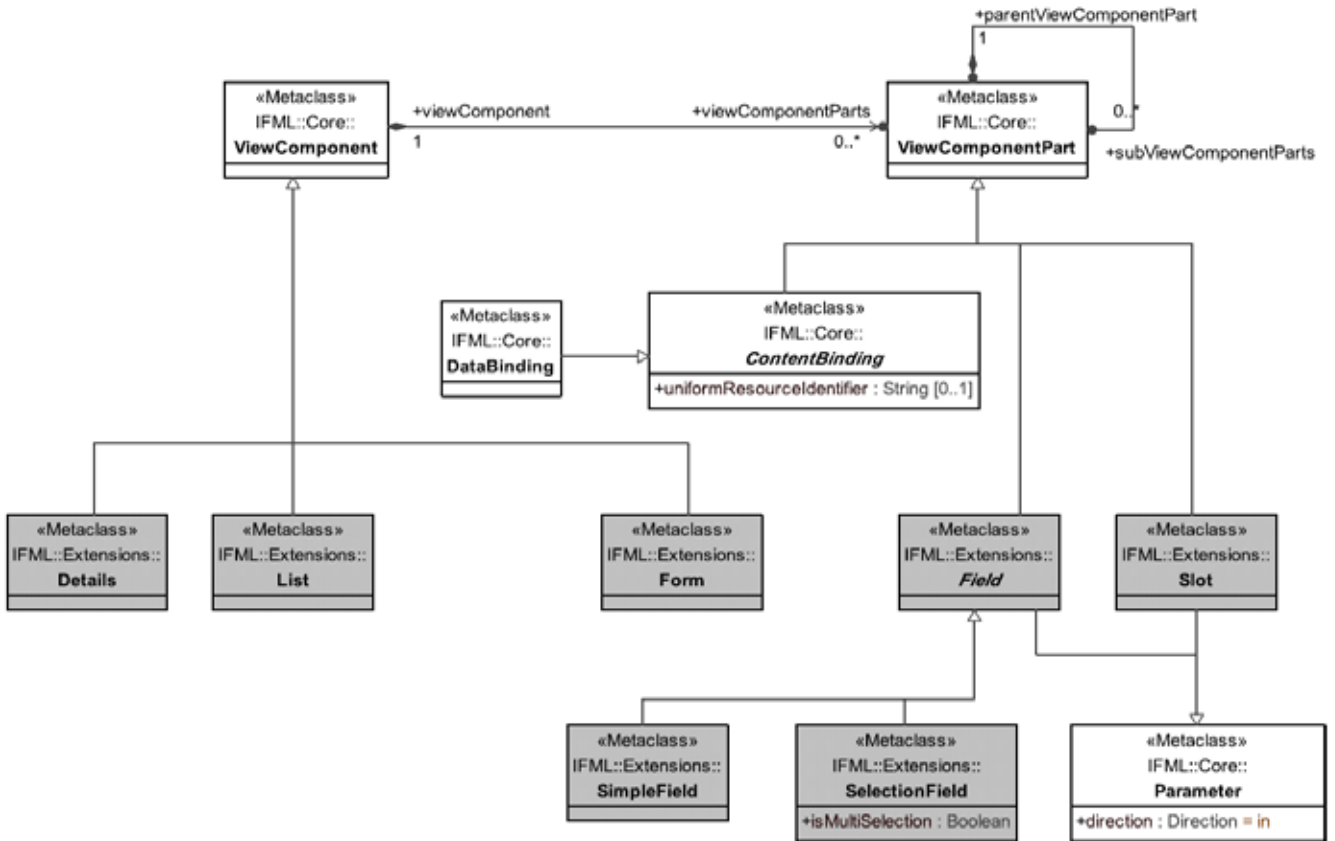 +parentViewComponentPart
1
«Metaclass»
IFML::Core::
ViewComponent
+viewComponent
1
+viewComponentParts
0..*
«Metaclass»
IFML::Core::
ViewComponentPart
0..*
+subViewComponentParts
«Metaclass»
IFML::Core::
DataBinding
«Metaclass»
IFML::Core::
ContentBinding
+uniformResourceIdentifier : String [0..1]
«Metaclass»
IFML::Extensions::
Details
«Metaclass»
IFML::Extensions::
List
«Metaclass»
IFML::Extensions::
Form
«Metaclass»
IFML::Extensions::
Field
«Metaclass»
IFML::Extensions::
Slot
«Metaclass»
IFML::Extensions::
SimpleField
«Metaclass»
IFML::Extensions::
SelectionField
+isMultiSelection : Boolean
«Metaclass»
IFML::Core::
Parameter
+direction : Direction = in